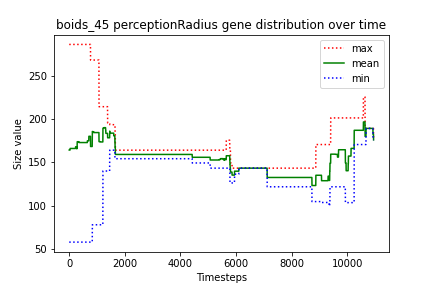 boids_45 perceptionRadius gene distribution over time
max
mean
min
Size value
250
200
150
100
50
0
2000
4000
6000
8000
10000
Timesteps